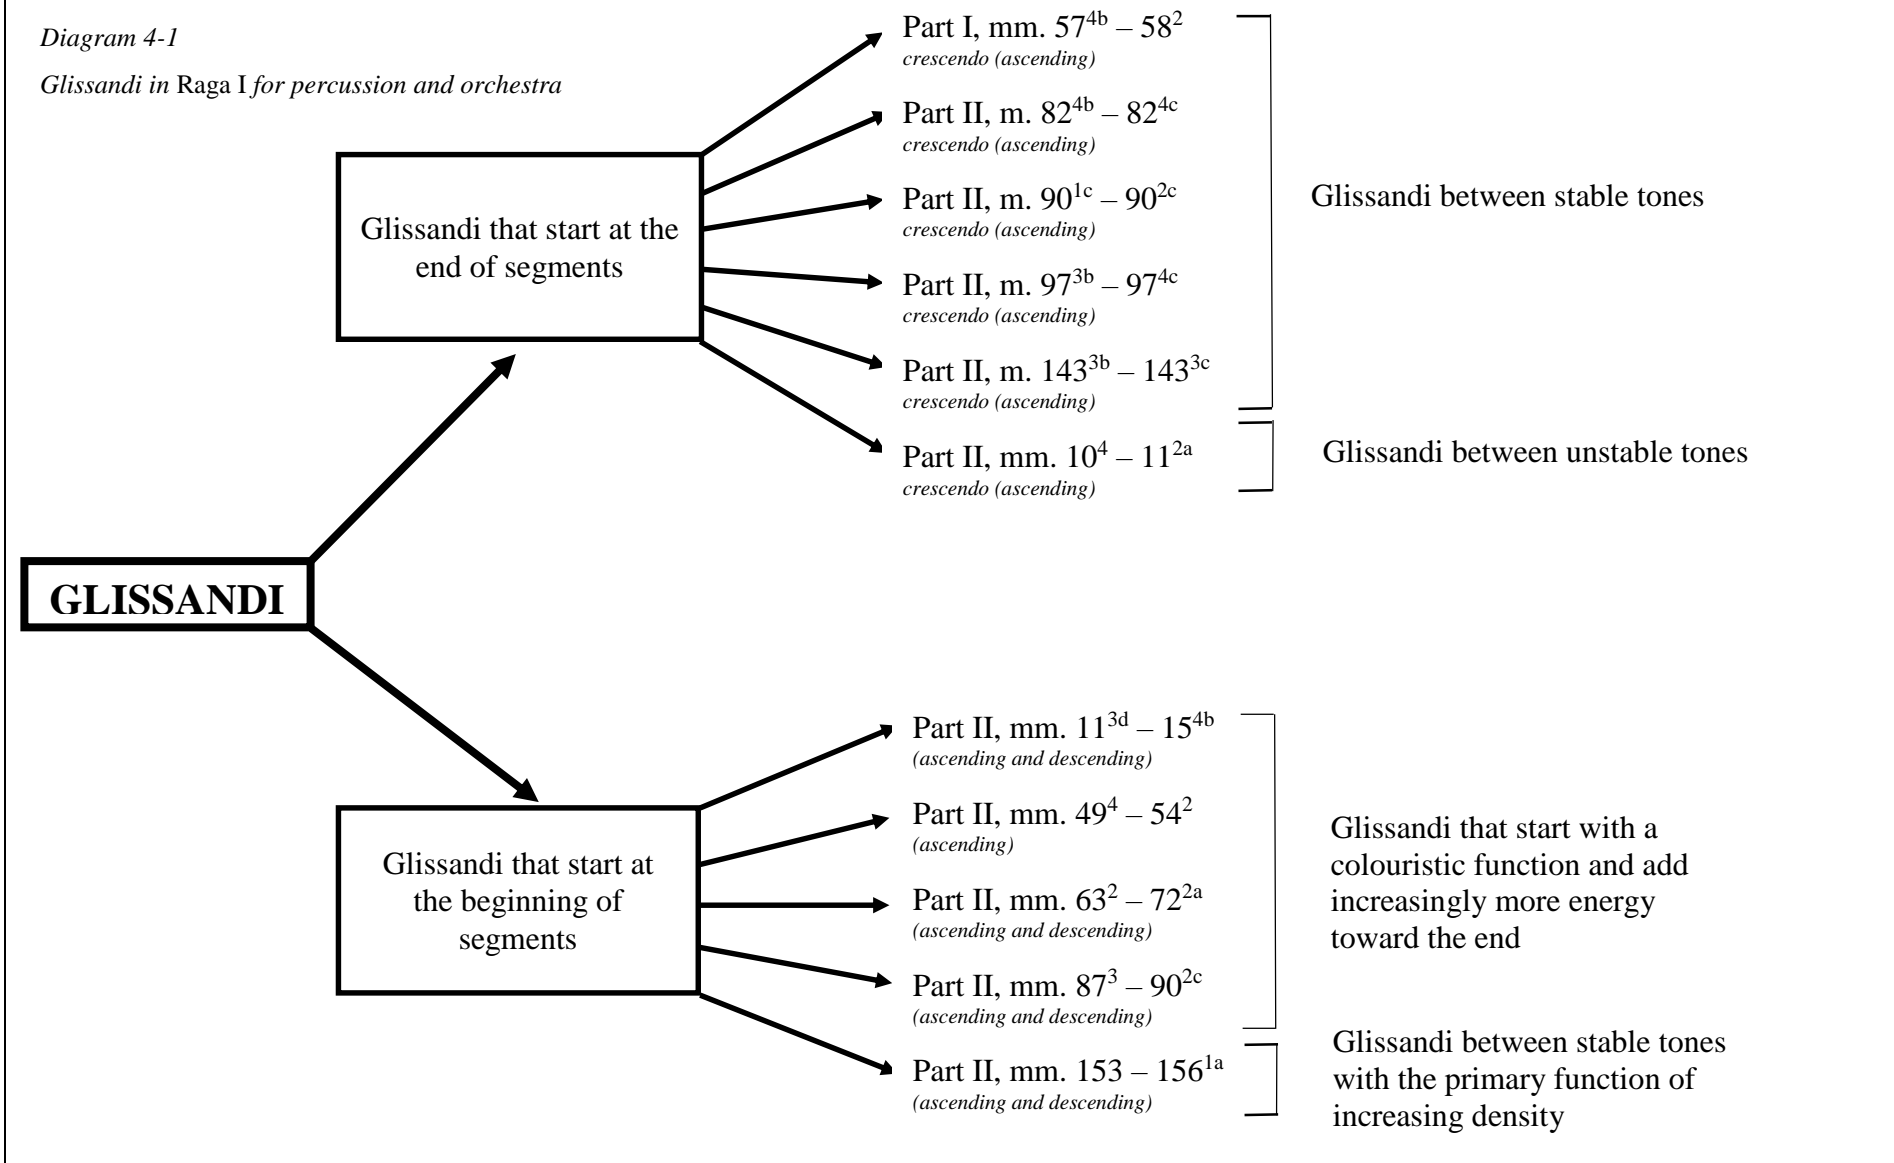 Diagram 4-1
Glissandi in Raga I for percussion and orchestra
GLISSANDI
Glissandi that start at the
end of segments
Part I, mm. 57^4b – 58^2
crescendo (ascending)
Part II, m. 82^4b – 82^4c
crescendo (ascending)
Part II, m. 90^1c – 90^2c
crescendo (ascending)
Part II, m. 97^3b – 97^4c
crescendo (ascending)
Part II, m. 143^3b – 143^3c
crescendo (ascending)
Glissandi between stable tones
Part II, mm. 10^4 – 11^2a
crescendo (ascending)
Glissandi between unstable tones
Glissandi that start at
the beginning of
segments
Part II, mm. 11^3d – 15^4b
(ascending and descending)
Part II, mm. 49^4 – 54^2
(ascending)
Part II, mm. 63^2 – 72^2a
(ascending and descending)
Part II, mm. 87^3 – 90^2c
(ascending and descending)
Glissandi that start with a
colouristic function and add
increasingly more energy
toward the end
Part II, mm. 153 – 156^1a
(ascending and descending)
Glissandi between stable tones
with the primary function of
increasing density